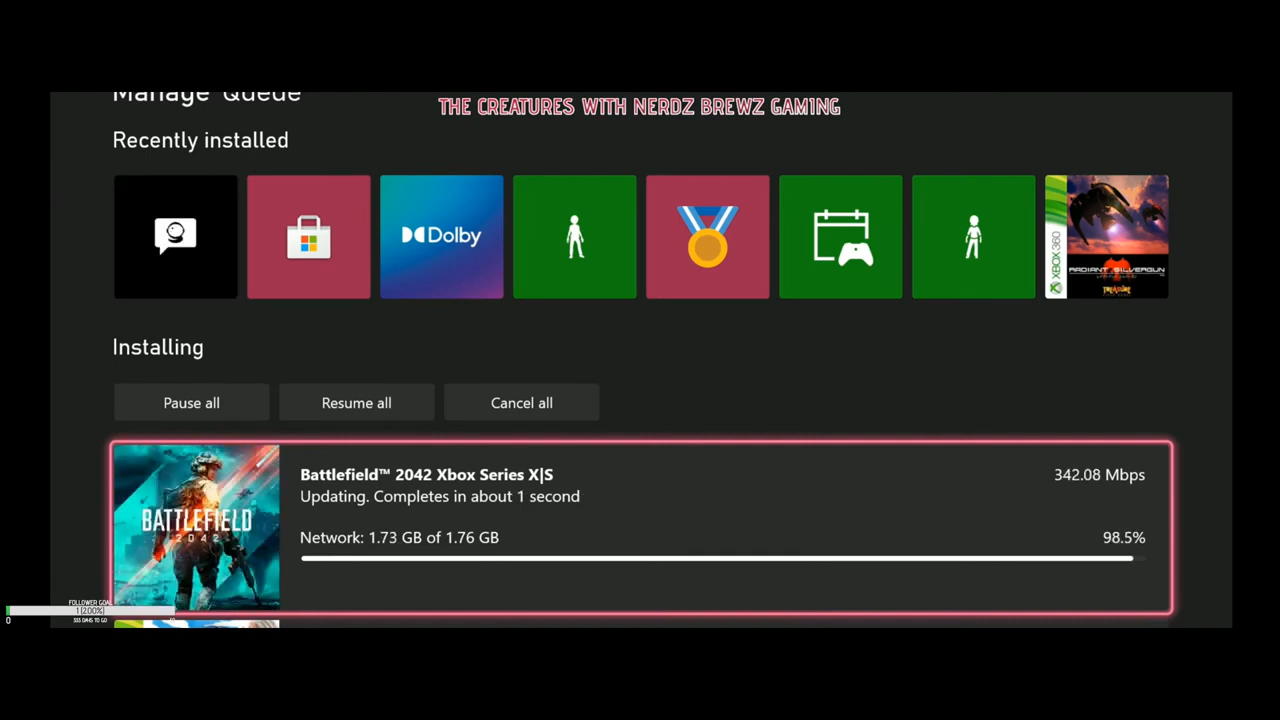 Manage Queue
THE CREATURES WITH NERDZ BREWZ GAMING
Recently installed
Dolby
XBOX 360
RADIANT SILVERGUN
TREASURE
Installing
Pause all
Resume all
Cancel all
BATTLEFIELD
2042
Battlefield™ 2042 Xbox Series X|S
342.08 Mbps
Updating. Completes in about 1 second
Network: 1.73 GB of 1.76 GB
98.5%
FOLLOWER GOAL
0